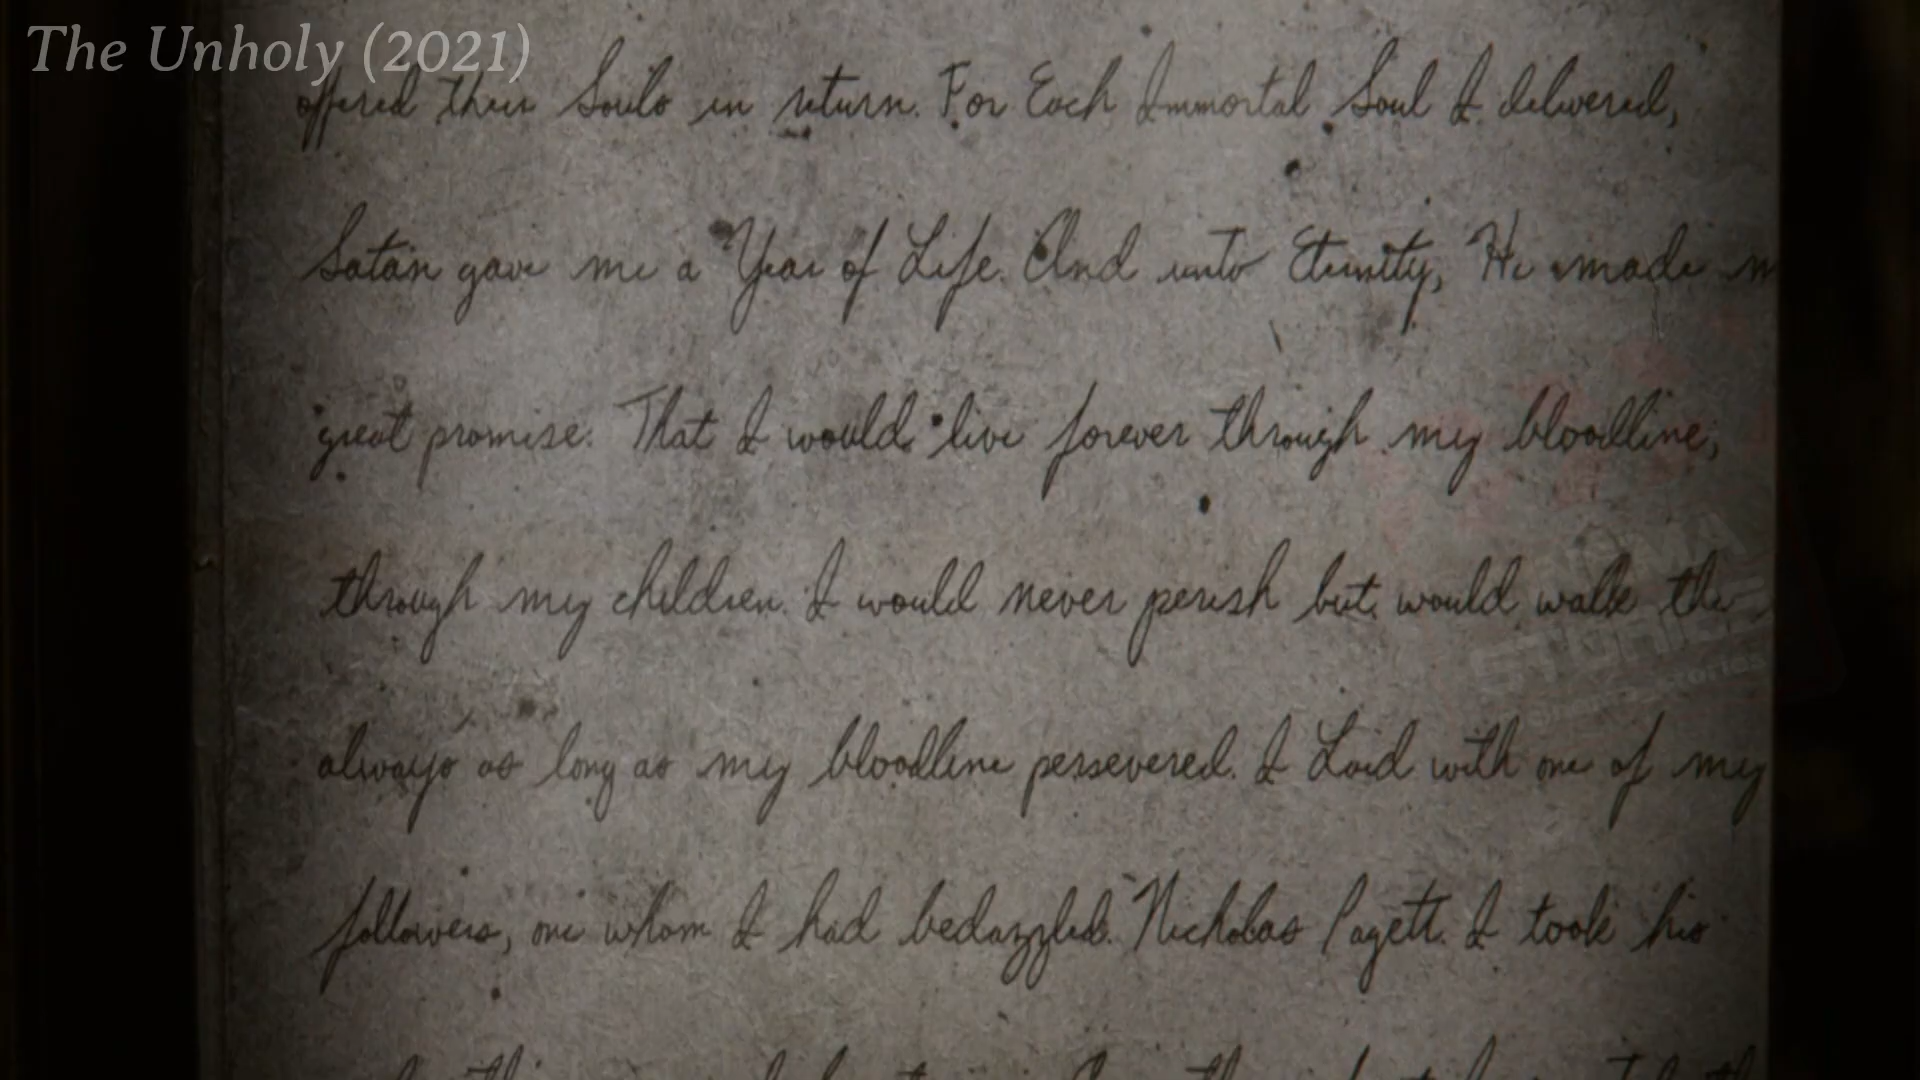 The Unholy (2021)
offered their Souls in return. For Each Immortal Soul I delivered,
Satan gave me a Year of Life. And unto Eternity, He made
great promise. That I would live forever through my bloodline,
through my children. I would never perish but would walk the
always as long as my bloodline persevered. I Laid with one of my
followers, one whom I had bedazzled. Nicholas Pagett. I took his